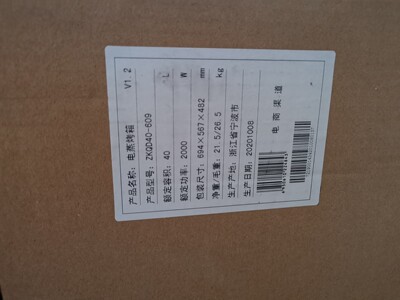 产品名称：电蒸烤箱 V1.2
产品型号：ZKQD40-609
额定容积：40 L
额定功率：2000 W
包装尺寸：694×567×482 mm
净重/毛重：21.5/26.5 kg
生产产地：浙江省宁波市
生产日期：20201008
电商渠道